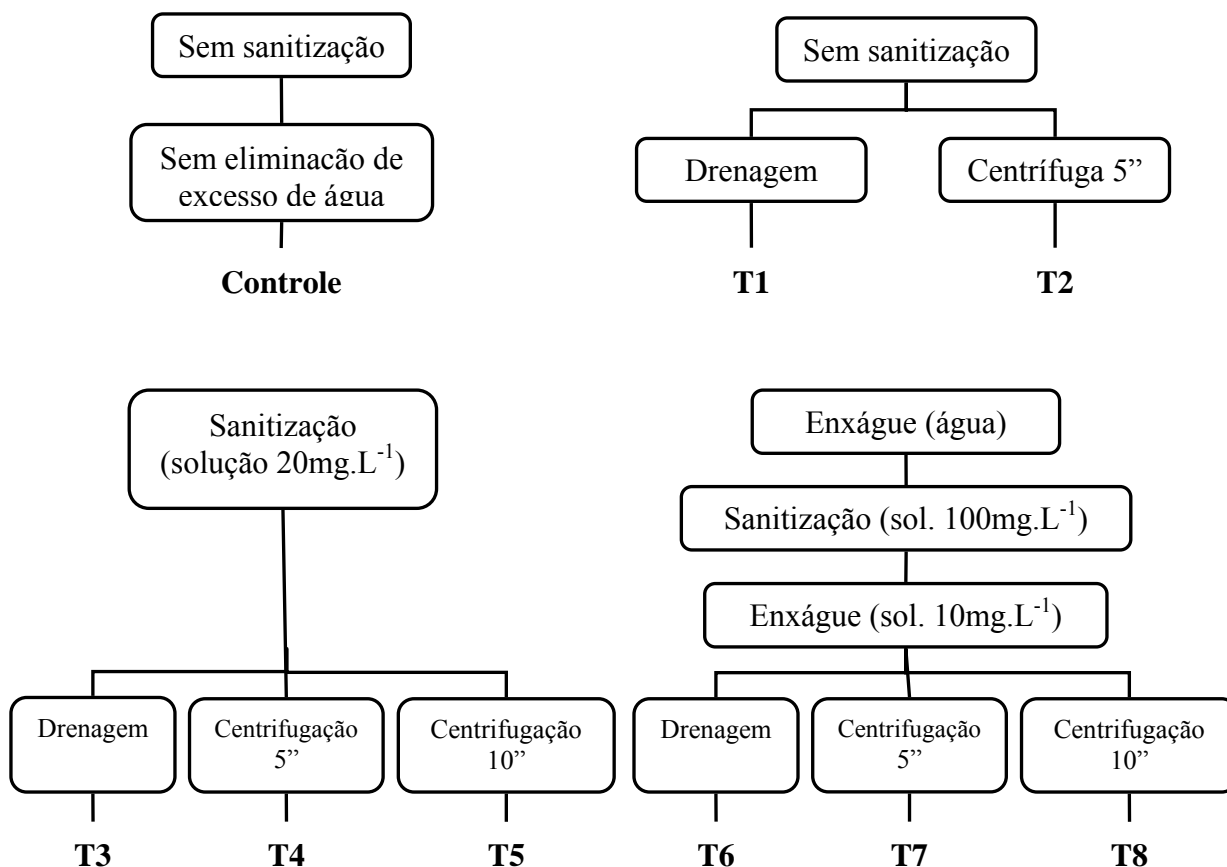 Sem sanitização
Sem eliminacão de
excesso de água
Controle
Sem sanitização
Drenagem
Centrífuga 5”
T1
T2
Sanitização
(solução 20mg.L⁻¹)
Drenagem
Centrifugação
5”
Centrifugação
10”
T3
T4
T5
Enxágue (água)
Sanitização (sol. 100mg.L⁻¹)
Enxágue (sol. 10mg.L⁻¹)
Drenagem
Centrifugação
5”
Centrifugação
10”
T6
T7
T8